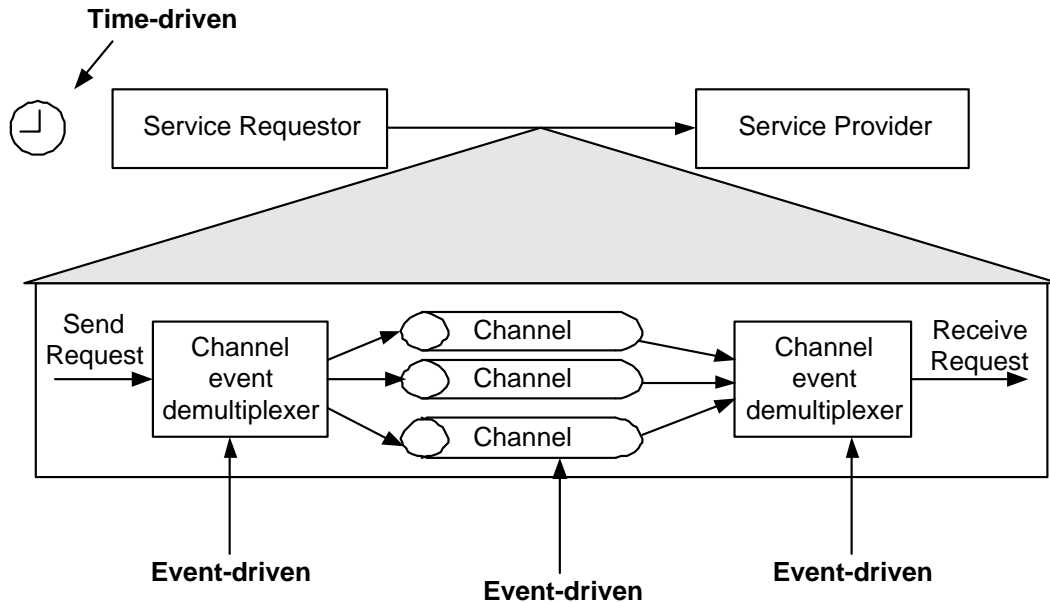 Time-driven
Service Requestor
Service Provider
Send
Request
Channel
event
demultiplexer
Channel
Channel
Channel
Channel
event
demultiplexer
Receive
Request
Event-driven
Event-driven
Event-driven